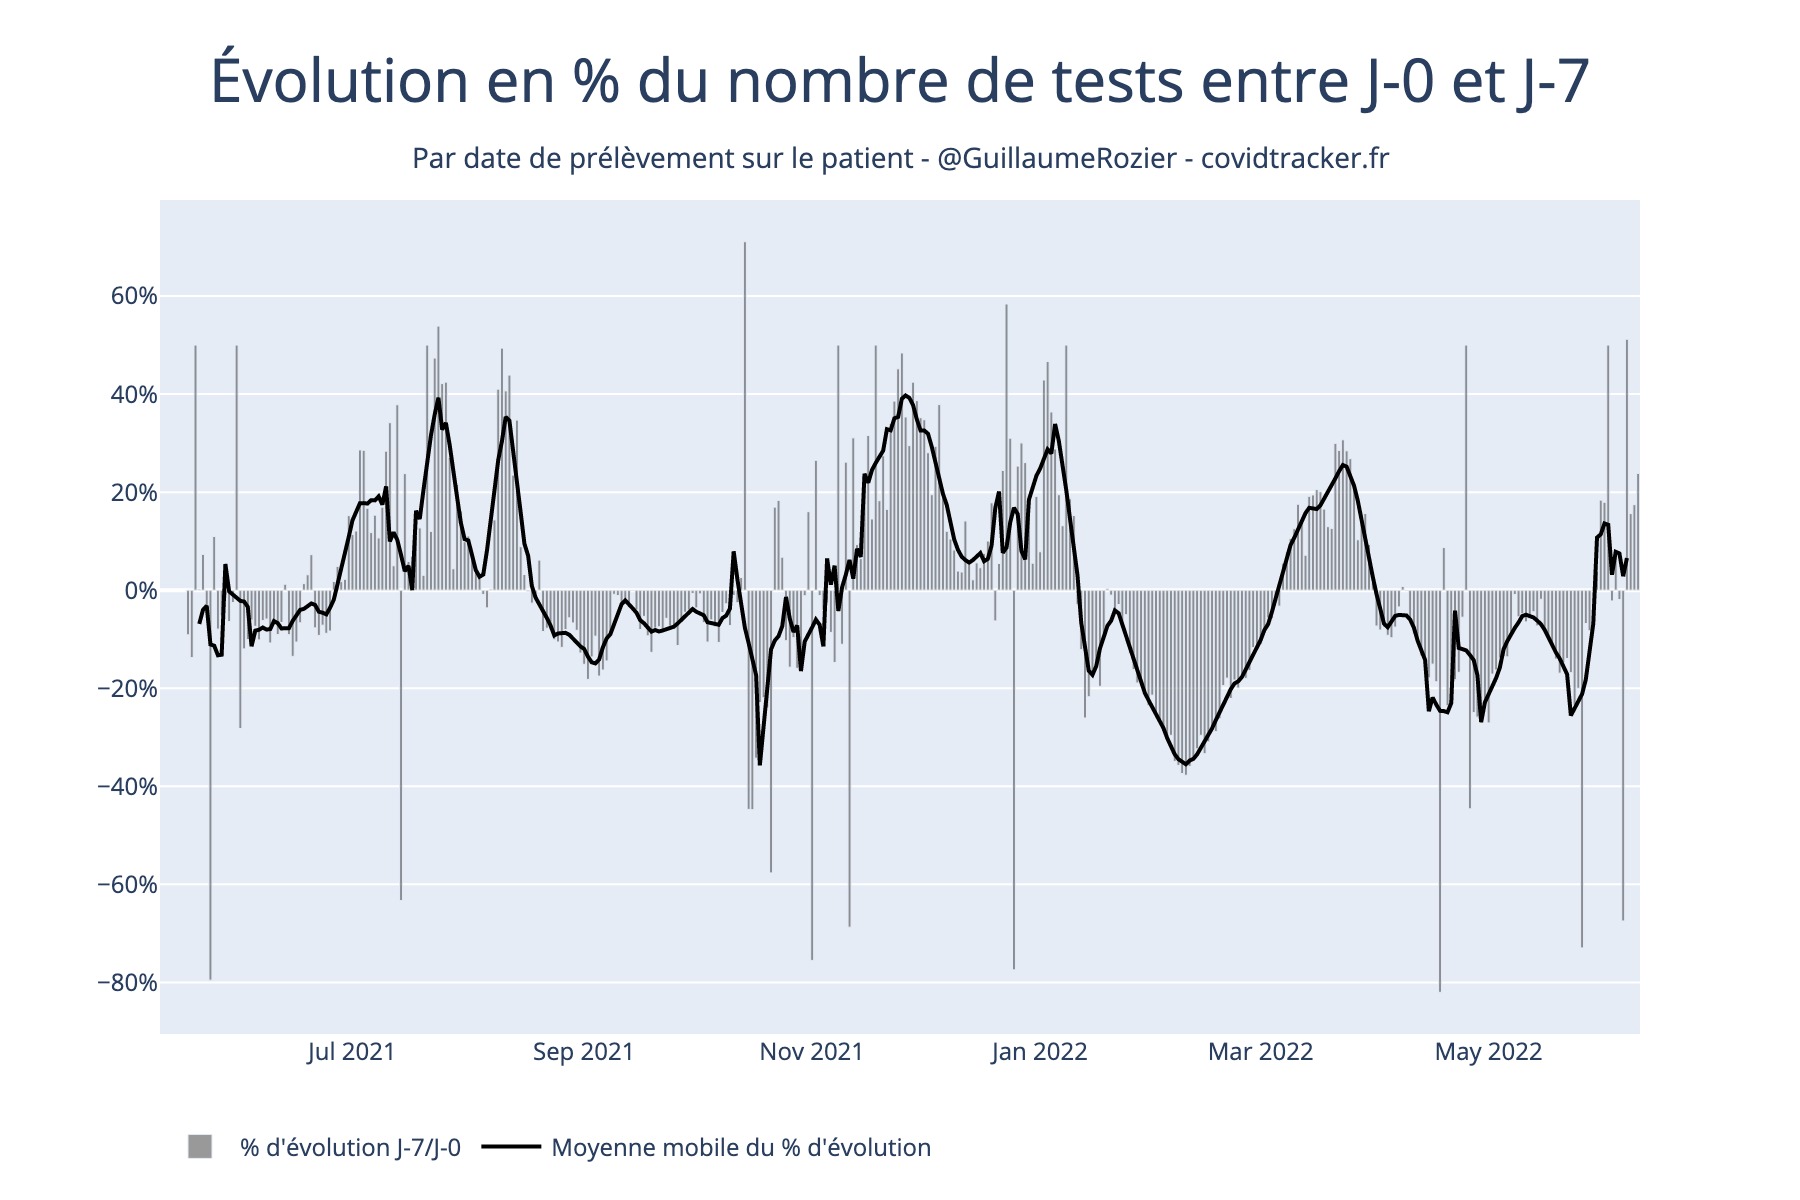 Évolution en % du nombre de tests entre J-0 et J-7
Par date de prélèvement sur le patient - @GuillaumeRozier - covidtracker.fr
60%
40%
20%
0%
−20%
−40%
−60%
−80%
Jul 2021 Sep 2021 Nov 2021 Jan 2022 Mar 2022 May 2022
% d'évolution J-7/J-0 Moyenne mobile du % d'évolution